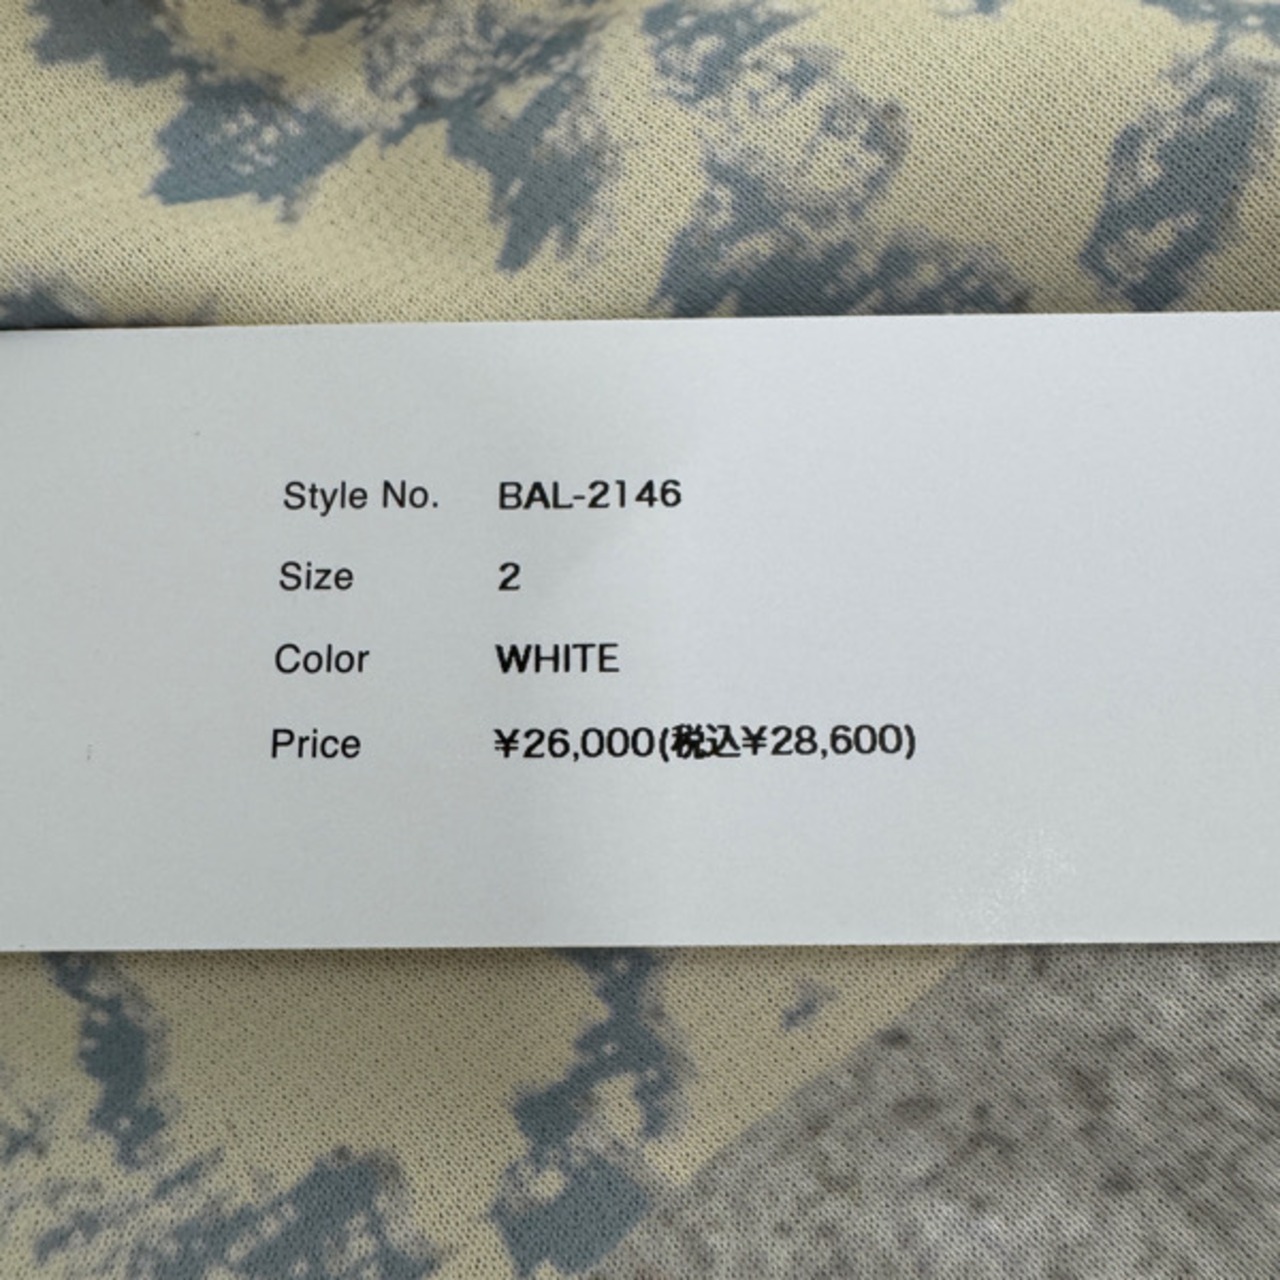 Style No. BAL-2146
Size 2
Color WHITE
Price ¥26,000(税込¥28,600)